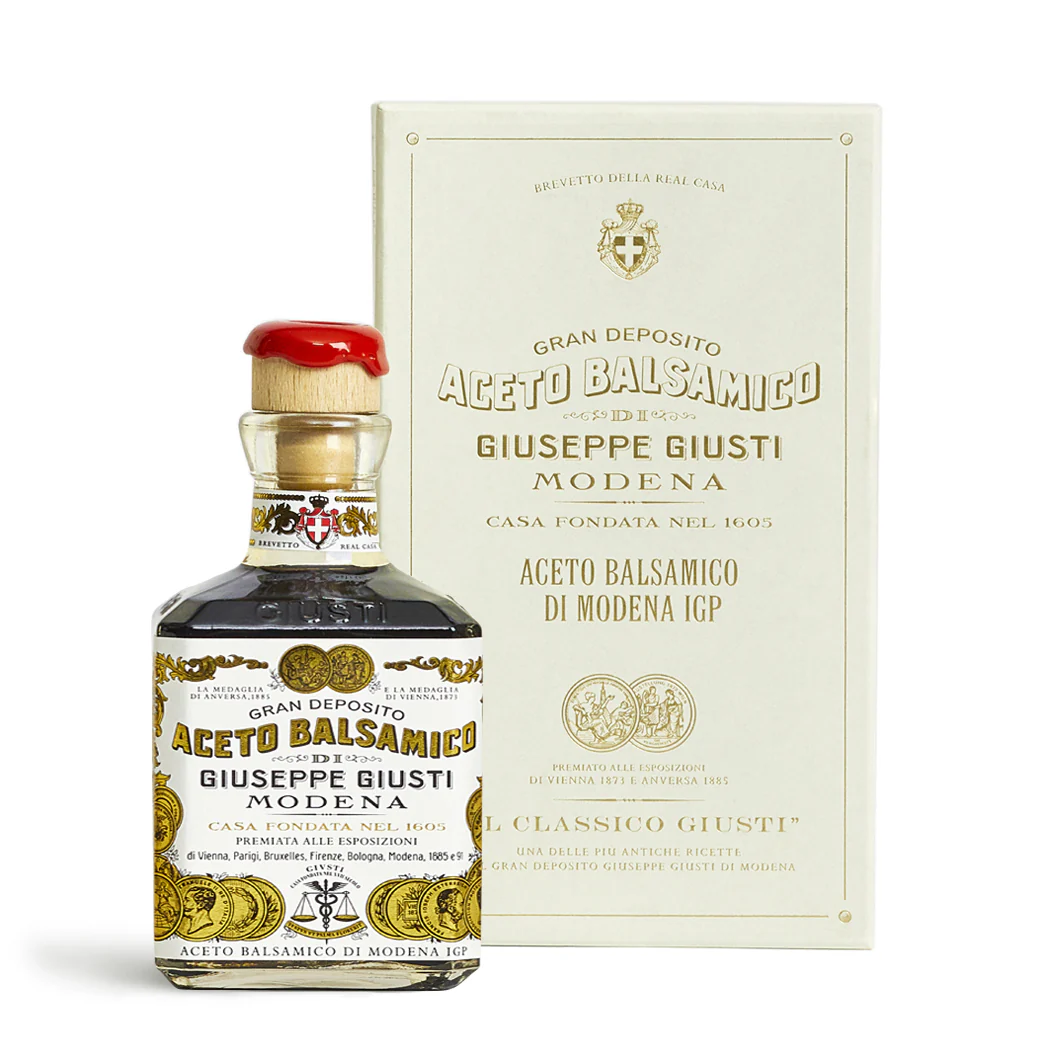 BREVETTO DELLA REAL CASA
GRAN DEPOSITO
ACETO BALSAMICO
DI
GIUSEPPE GIUSTI
MODENA
CASA FONDATA NEL 1605
ACETO BALSAMICO
DI MODENA IGP
PREMIATO ALLE ESPOSIZIONI
DI VIENNA 1873 E ANVERSA 1885
L CLASSICO GIUSTI”
UNA DELLE PIÙ ANTICHE RICETTE
GRAN DEPOSITO GIUSEPPE GIUSTI DI MODENA
BREVETTO REAL CASA
GIUSTI
LA MEDAGLIA
DI ANVERSA,1885
E LA MEDAGLIA
DI VIENNA,1873
GRAN DEPOSITO
ACETO BALSAMICO
DI
GIUSEPPE GIUSTI
MODENA
CASA FONDATA NEL 1605
PREMIATA ALLE ESPOSIZIONI
di Vienna, Parigi, Bruxelles, Firenze, Bologna, Modena, 1885 e 91
GIVSTI
ACETO BALSAMICO DI MODENA IGP